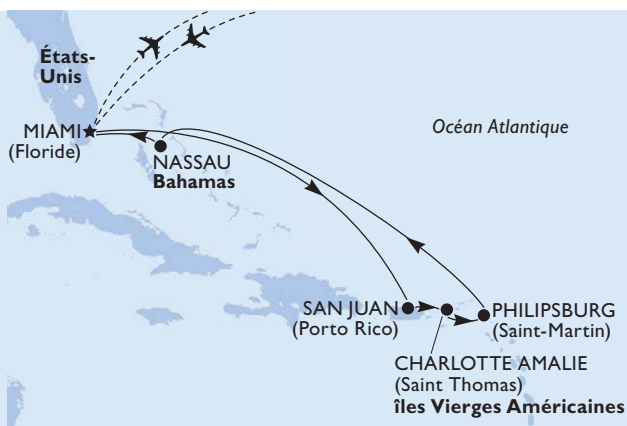 États-
Unis
MIAMI
(Floride)
Océan Atlantique
NASSAU
Bahamas
SAN JUAN
(Porto Rico)
PHILIPSBURG
(Saint-Martin)
CHARLOTTE AMALIE
(Saint Thomas)
îles Vierges Américaines